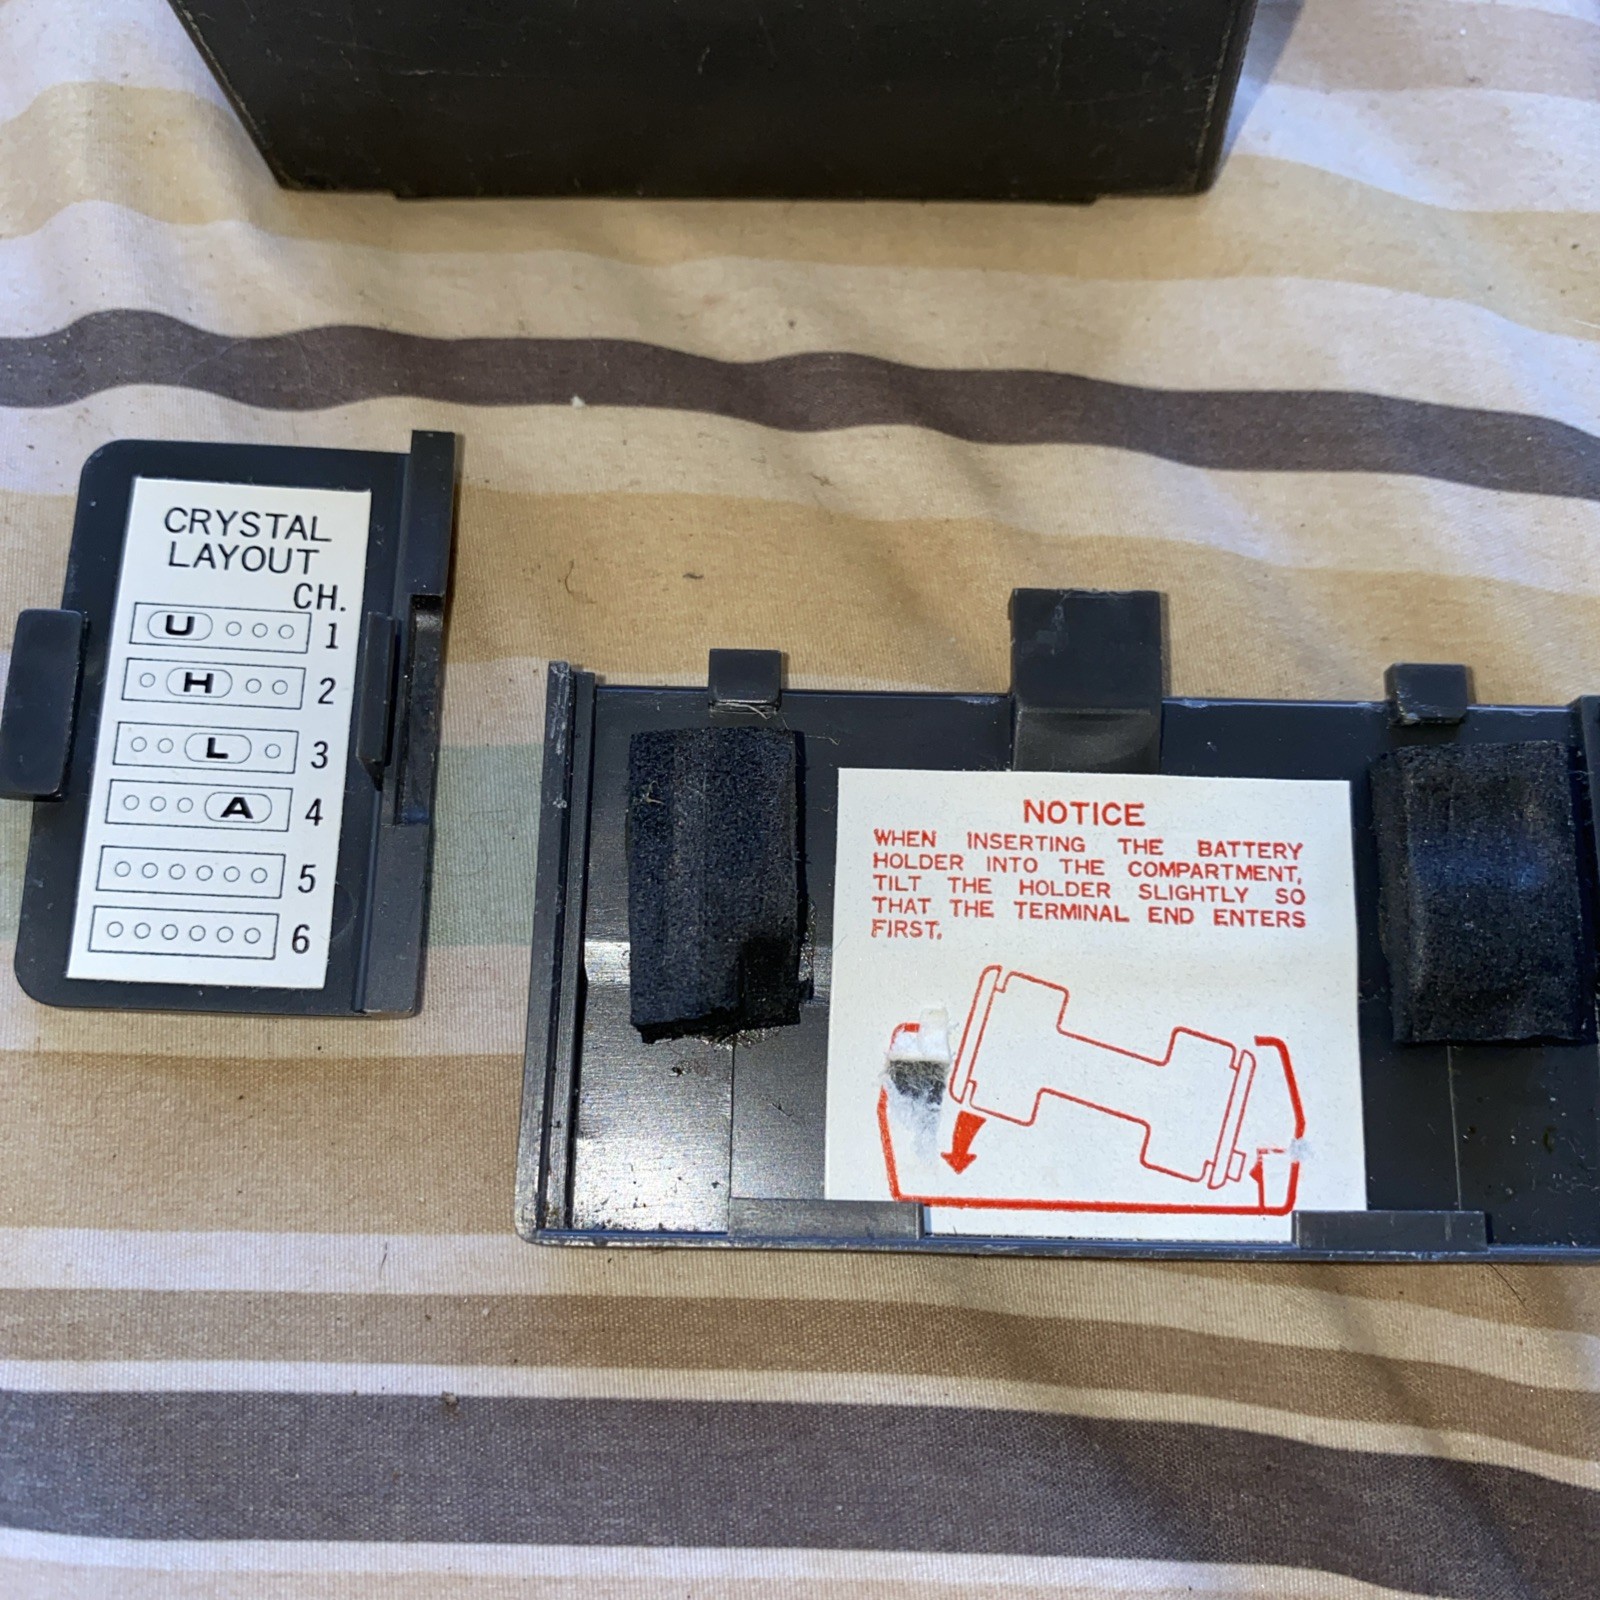 CRYSTAL
LAYOUT
CH.
U 1
H 2
L 3
A 4
5
6
NOTICE
WHEN INSERTING THE BATTERY
HOLDER INTO THE COMPARTMENT,
TILT THE HOLDER SLIGHTLY SO
THAT THE TERMINAL END ENTERS
FIRST.